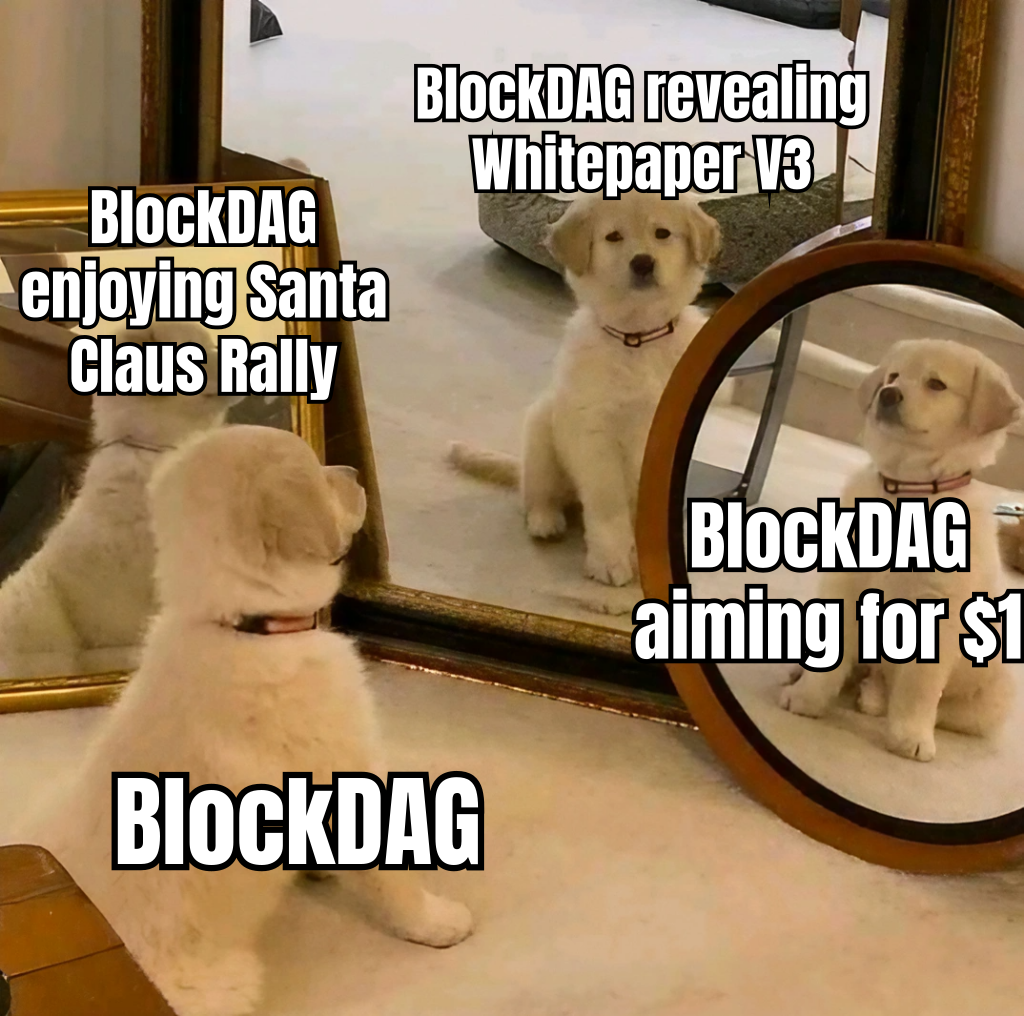 BlockDAG revealing
Whitepaper V3
BlockDAG
enjoying Santa
Claus Rally
BlockDAG
aiming for $1
BlockDAG